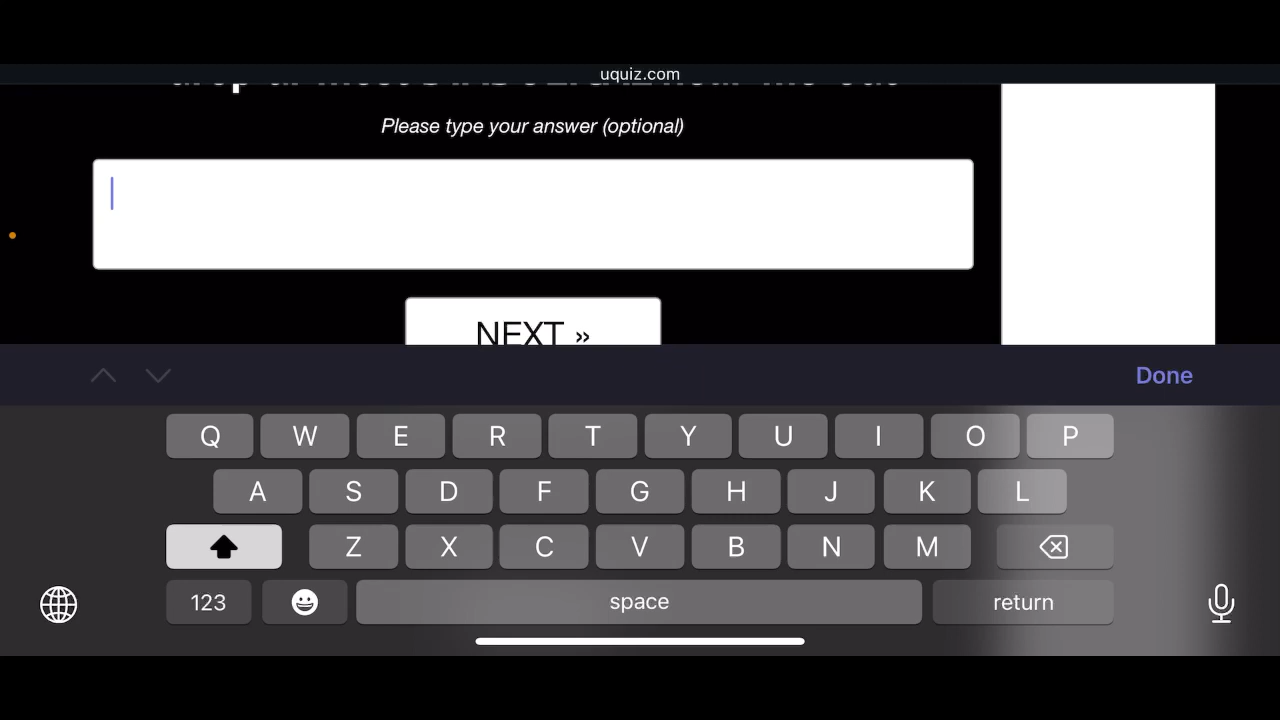 uquiz.com
Please type your answer (optional)
NEXT »
Done
Q W E R T Y U I O P
A S D F G H J K L
Z X C V B N M
123 space return